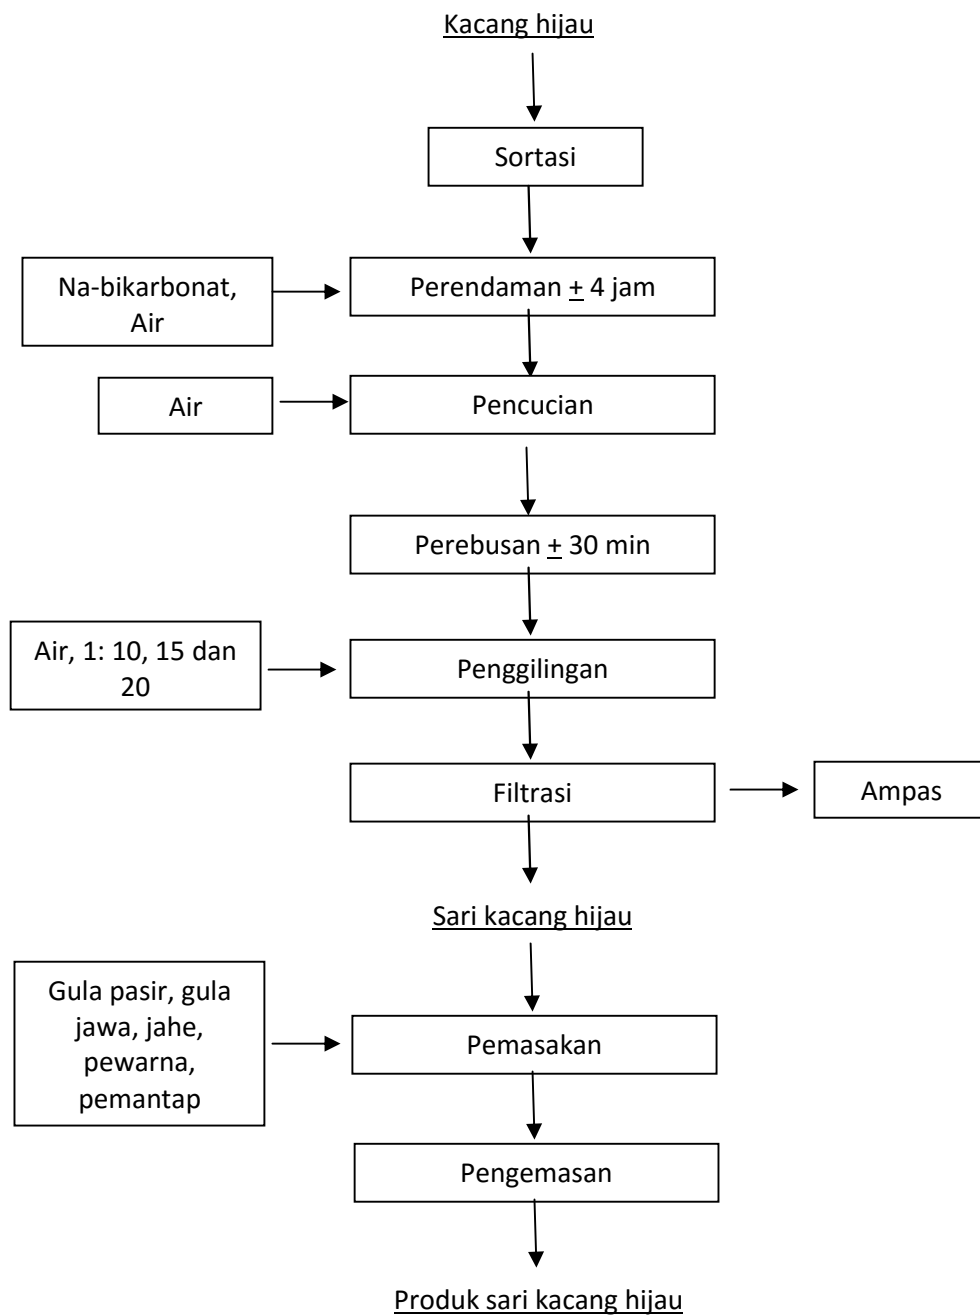 Kacang hijau
Sortasi
Na-bikarbonat,
Air
Perendaman ± 4 jam
Air
Pencucian
Perebusan ± 30 min
Air, 1: 10, 15 dan
20
Penggilingan
Filtrasi
Ampas
Sari kacang hijau
Gula pasir, gula
jawa, jahe,
pewarna,
pemantap
Pemasakan
Pengemasan
Produk sari kacang hijau